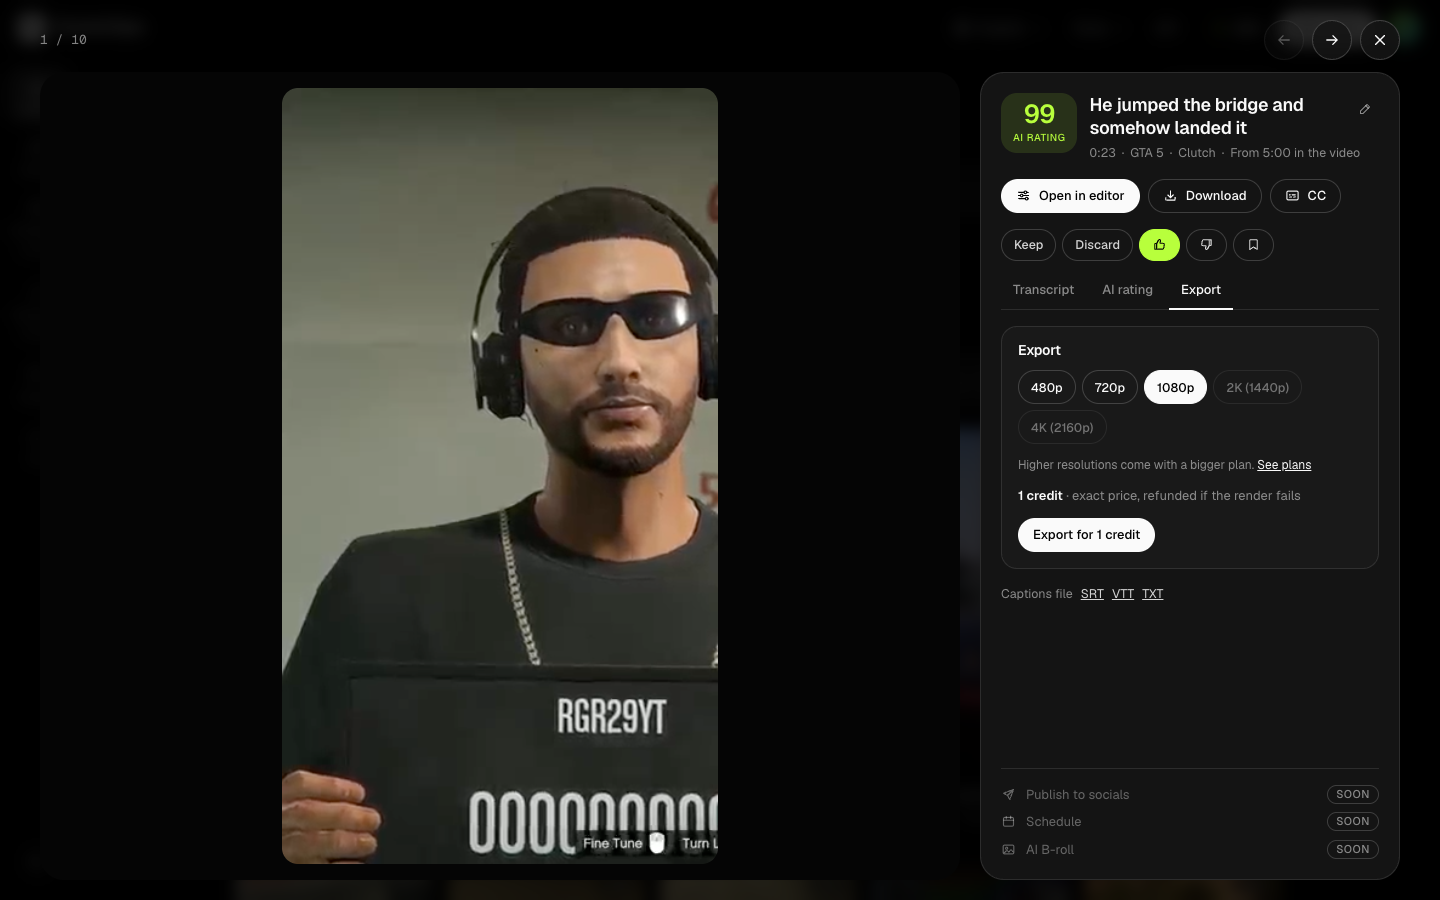 1 / 10
99
AI RATING
He jumped the bridge and
somehow landed it
0:23 · GTA 5 · Clutch · From 5:00 in the video
Open in editor
Download
CC
Keep
Discard
Transcript
AI rating
Export
Export
480p
720p
1080p
2K (1440p)
4K (2160p)
Higher resolutions come with a bigger plan. See plans
1 credit · exact price, refunded if the render fails
Export for 1 credit
Captions file SRT VTT TXT
Publish to socials SOON
Schedule SOON
AI B-roll SOON
RGR29YT
Fine Tune